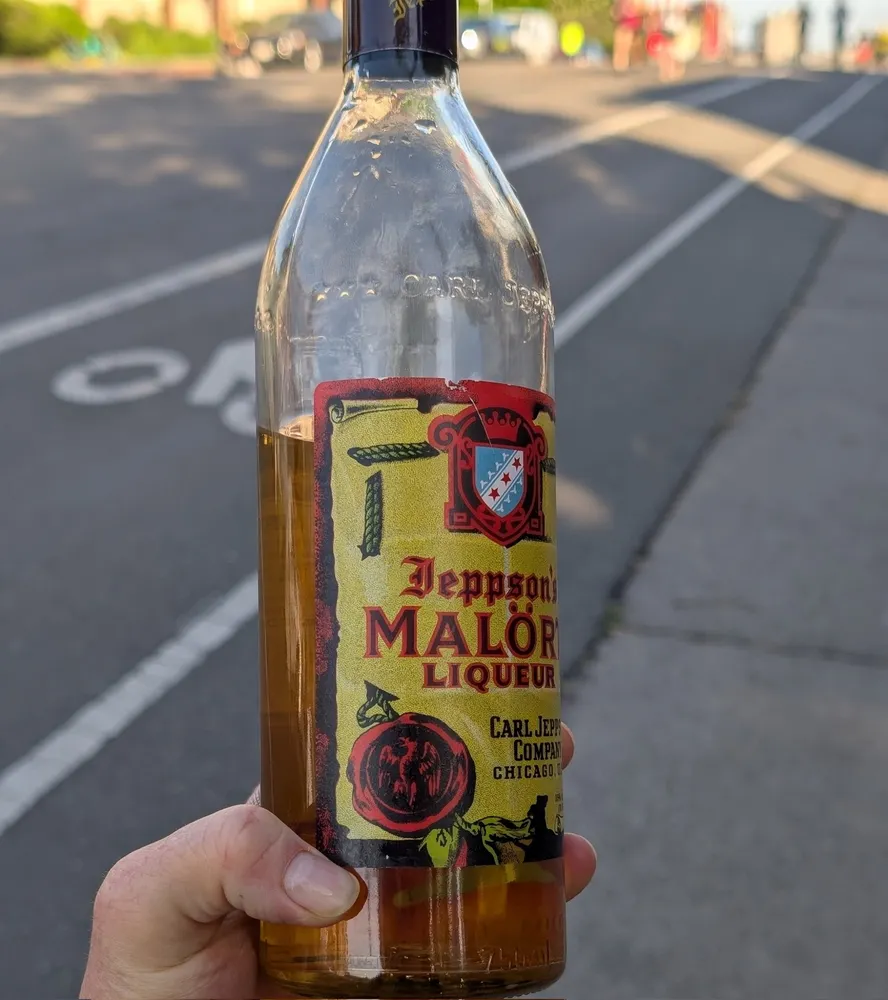 CARL JEPP
Jeppson's
MALÖR
LIQUEUR
CARL JEPP
COMPAN
CHICAGO,